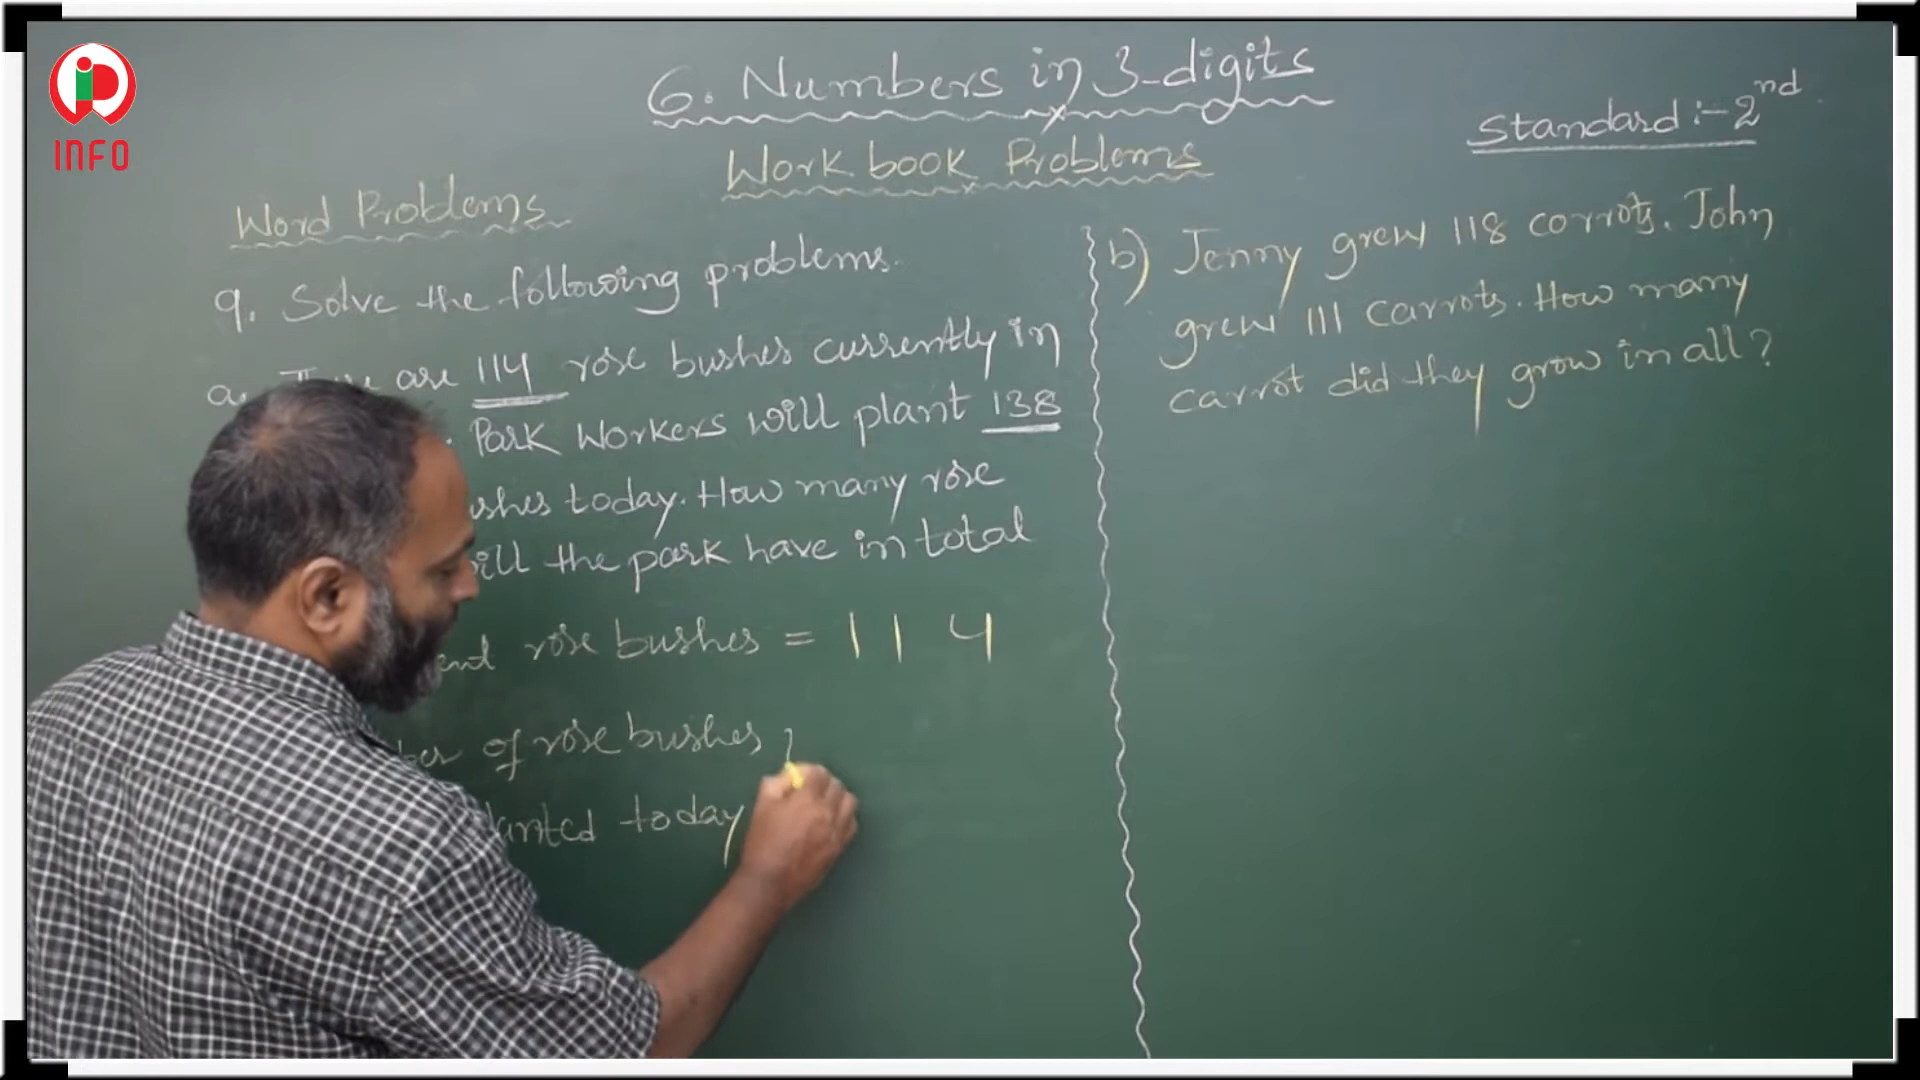 INFO
6. Numbers in 3-digits
Work book Problems
Standard :- 2nd
Word Problems
9. Solve the following problems.
a. are 114 rose bushes currently in
Park Workers will plant 138
today. How many rose
the park have in total
rose bushes = 11 4
of rose bushes
today
b) Jenny grew 118 corrots. John
grew 111 carrots. How many
carrot did they grow in all?